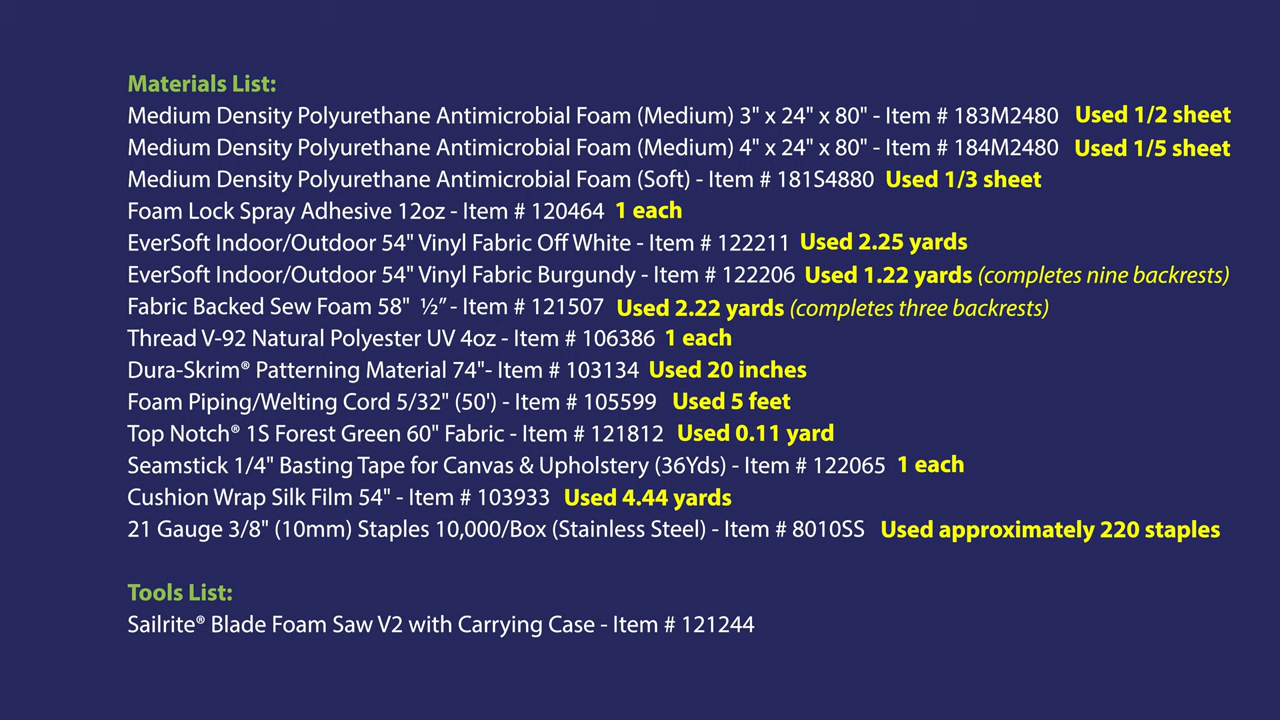 Materials List:
Medium Density Polyurethane Antimicrobial Foam (Medium) 3" x 24" x 80" - Item # 183M2480 Used 1/2 sheet
Medium Density Polyurethane Antimicrobial Foam (Medium) 4" x 24" x 80" - Item # 184M2480 Used 1/5 sheet
Medium Density Polyurethane Antimicrobial Foam (Soft) - Item # 181S4880 Used 1/3 sheet
Foam Lock Spray Adhesive 12oz - Item # 120464 1 each
EverSoft Indoor/Outdoor 54" Vinyl Fabric Off White - Item # 122211 Used 2.25 yards
EverSoft Indoor/Outdoor 54" Vinyl Fabric Burgundy - Item # 122206 Used 1.22 yards (completes nine backrests)
Fabric Backed Sew Foam 58" ½” - Item # 121507 Used 2.22 yards (completes three backrests)
Thread V-92 Natural Polyester UV 4oz - Item # 106386 1 each
Dura-Skrim® Patterning Material 74"- Item # 103134 Used 20 inches
Foam Piping/Welting Cord 5/32" (50') - Item # 105599 Used 5 feet
Top Notch® 1S Forest Green 60" Fabric - Item # 121812 Used 0.11 yard
Seamstick 1/4" Basting Tape for Canvas & Upholstery (36Yds) - Item # 122065 1 each
Cushion Wrap Silk Film 54" - Item # 103933 Used 4.44 yards
21 Gauge 3/8" (10mm) Staples 10,000/Box (Stainless Steel) - Item # 8010SS Used approximately 220 staples
Tools List:
Sailrite® Blade Foam Saw V2 with Carrying Case - Item # 121244